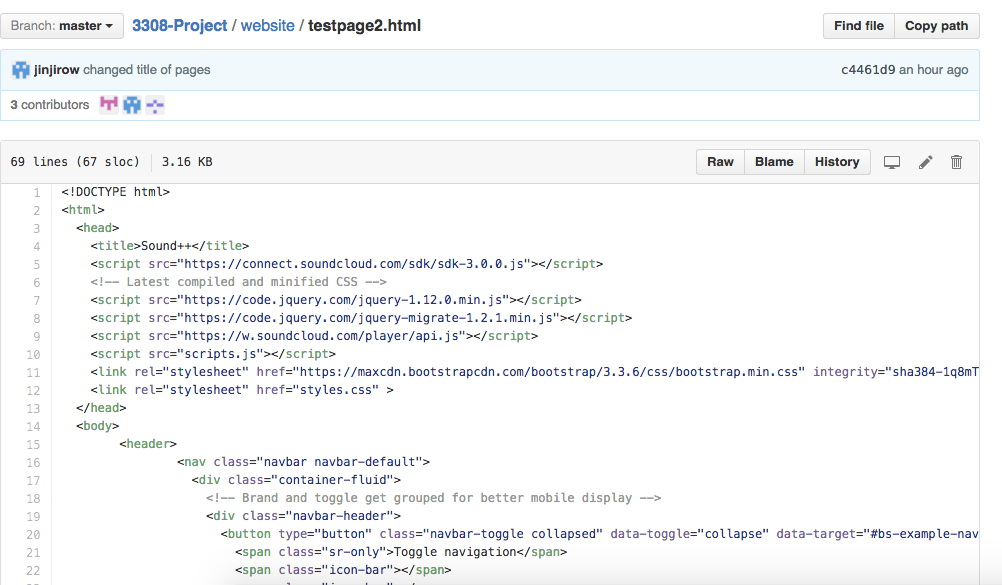 Branch: master 3308-Project / website / testpage2.html Find file Copy path
jinjirow changed title of pages c4461d9 an hour ago
3 contributors
69 lines (67 sloc) 3.16 KB Raw Blame History
1 <!DOCTYPE html>
2 <html>
3 <head>
4 <title>Sound++</title>
5 <script src="https://connect.soundcloud.com/sdk/sdk-3.0.0.js"></script>
6 <!-- Latest compiled and minified CSS -->
7 <script src="https://code.jquery.com/jquery-1.12.0.min.js"></script>
8 <script src="https://code.jquery.com/jquery-migrate-1.2.1.min.js"></script>
9 <script src="https://w.soundcloud.com/player/api.js"></script>
10 <script src="scripts.js"></script>
11 <link rel="stylesheet" href="https://maxcdn.bootstrapcdn.com/bootstrap/3.3.6/css/bootstrap.min.css" integrity="sha384-1q8mT
12 <link rel="stylesheet" href="styles.css" >
13 </head>
14 <body>
15 <header>
16 <nav class="navbar navbar-default">
17 <div class="container-fluid">
18 <!-- Brand and toggle get grouped for better mobile display -->
19 <div class="navbar-header">
20 <button type="button" class="navbar-toggle collapsed" data-toggle="collapse" data-target="#bs-example-nav
21 <span class="sr-only">Toggle navigation</span>
22 <span class="icon-bar"></span>